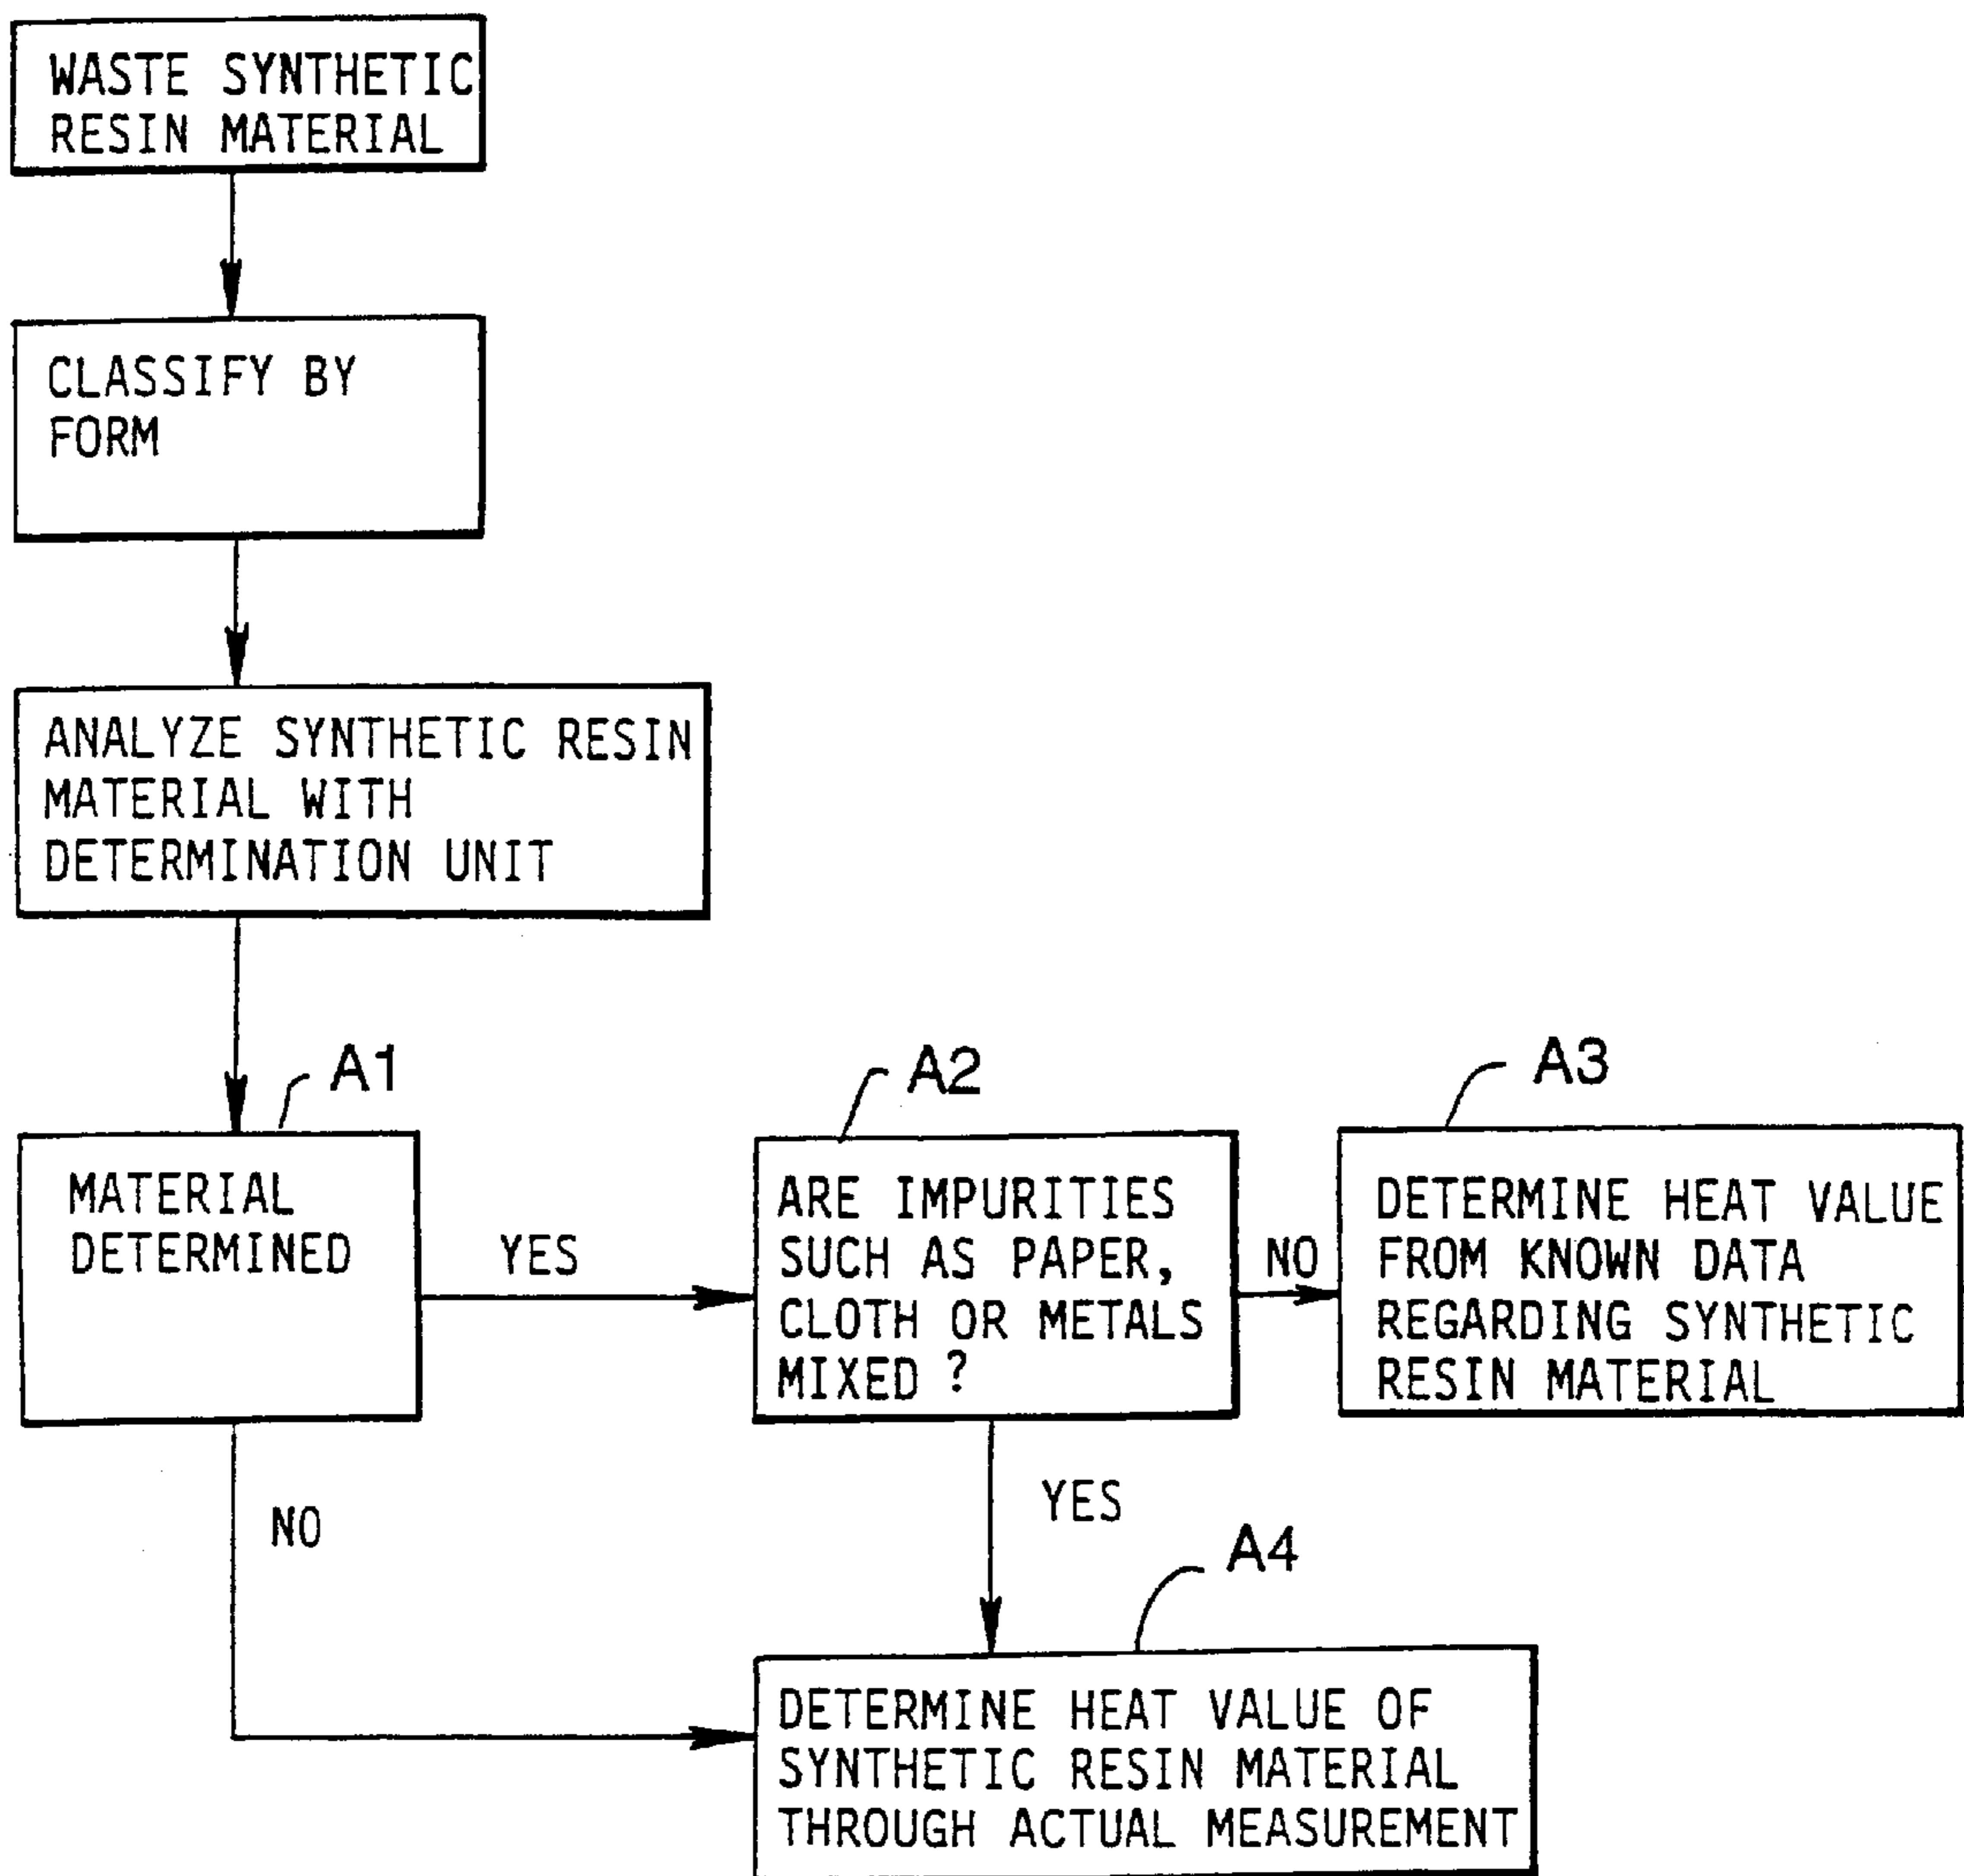 WASTE SYNTHETIC
RESIN MATERIAL
CLASSIFY BY
FORM
ANALYZE SYNTHETIC RESIN
MATERIAL WITH
DETERMINATION UNIT
A1
MATERIAL
DETERMINED
YES
A2
ARE IMPURITIES
SUCH AS PAPER,
CLOTH OR METALS
MIXED ?
NO
A3
DETERMINE HEAT VALUE
FROM KNOWN DATA
REGARDING SYNTHETIC
RESIN MATERIAL
NO
YES
A4
DETERMINE HEAT VALUE OF
SYNTHETIC RESIN MATERIAL
THROUGH ACTUAL MEASUREMENT